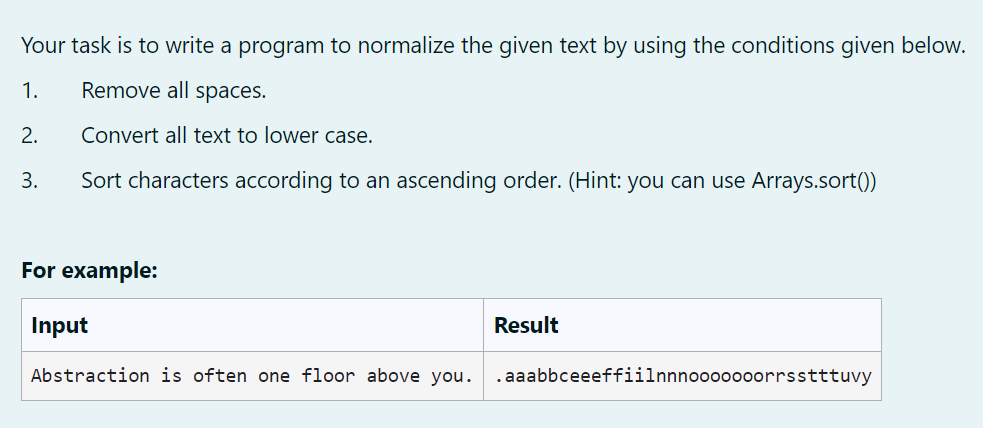 Your task is to write a program to normalize the given text by using the conditions given below.
1. Remove all spaces.
2. Convert all text to lower case.
3. Sort characters according to an ascending order. (Hint: you can use Arrays.sort())
For example:
Input Result
Abstraction is often one floor above you. .aaabbceeeffiilnnnooooooorrssttttuvy